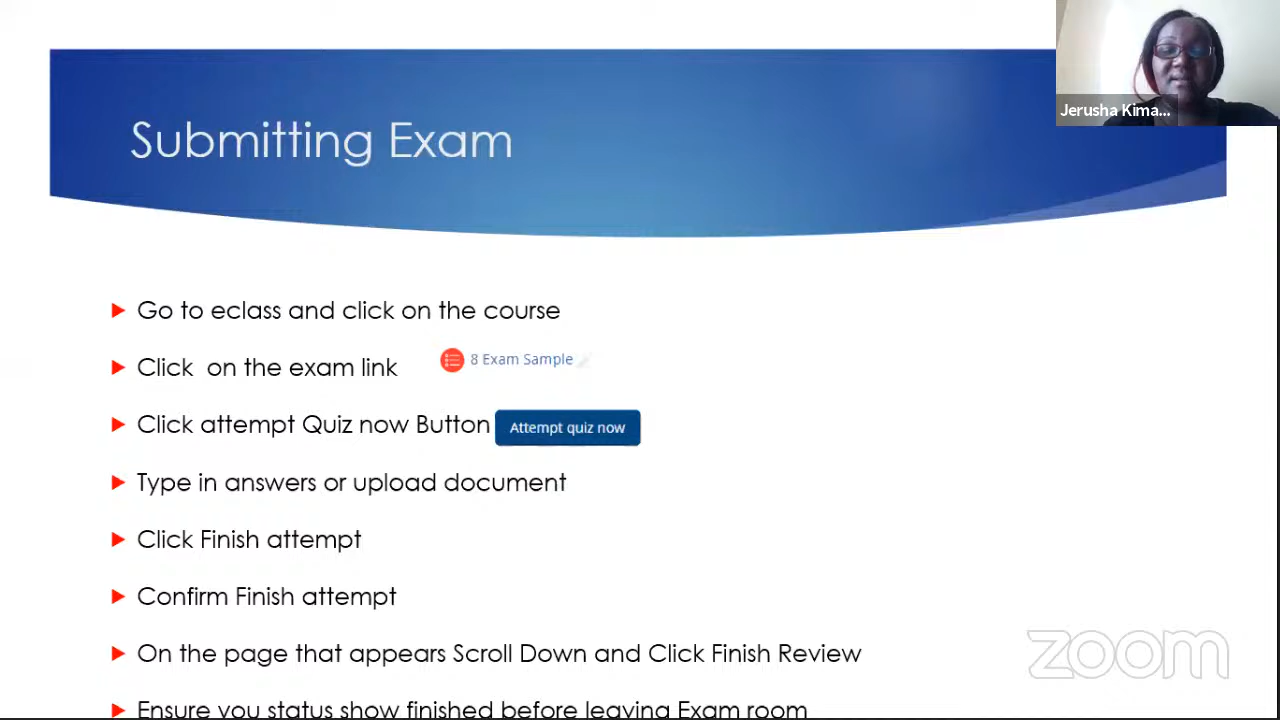 Jerusha Kima...
Submitting Exam
Go to eclass and click on the course
Click on the exam link
8 Exam Sample
Click attempt Quiz now Button
Attempt quiz now
Type in answers or upload document
Click Finish attempt
Confirm Finish attempt
On the page that appears Scroll Down and Click Finish Review
Ensure you status show finished before leaving Exam room
zoom